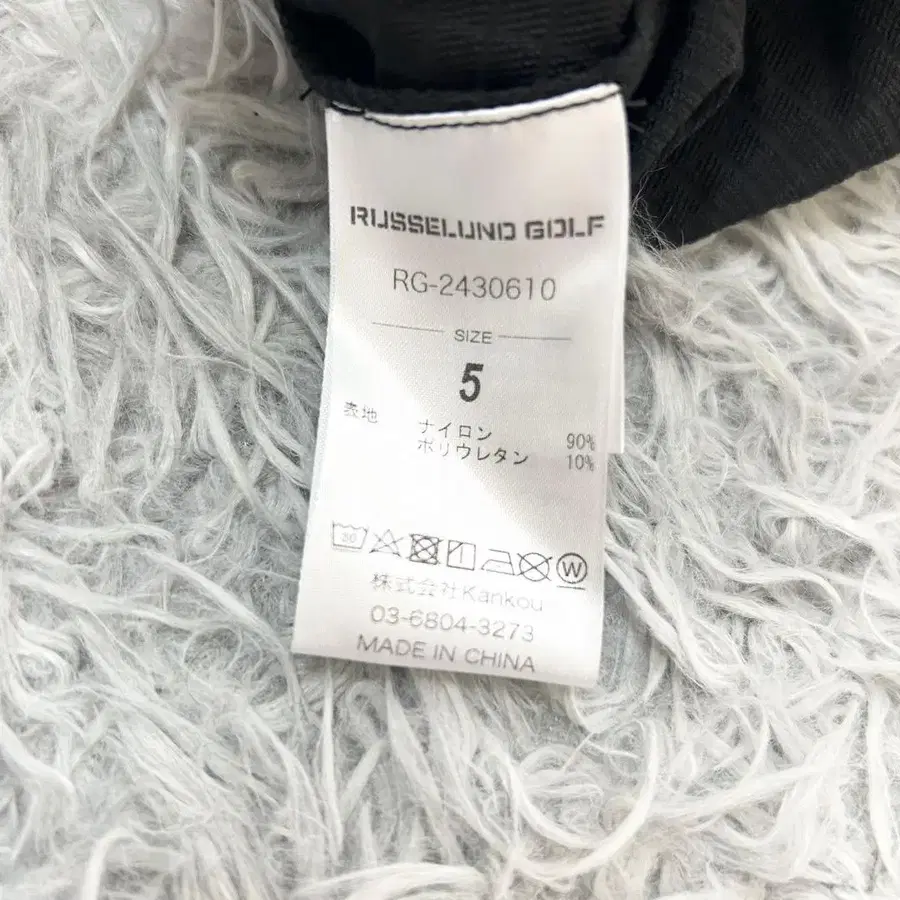 RUSSELUNO GOLF
RG-2430610
SIZE
5
表地 ナイロン 90%
ポリウレタン 10%
30
W
株式会社Kankou
03-6804-3273
MADE IN CHINA